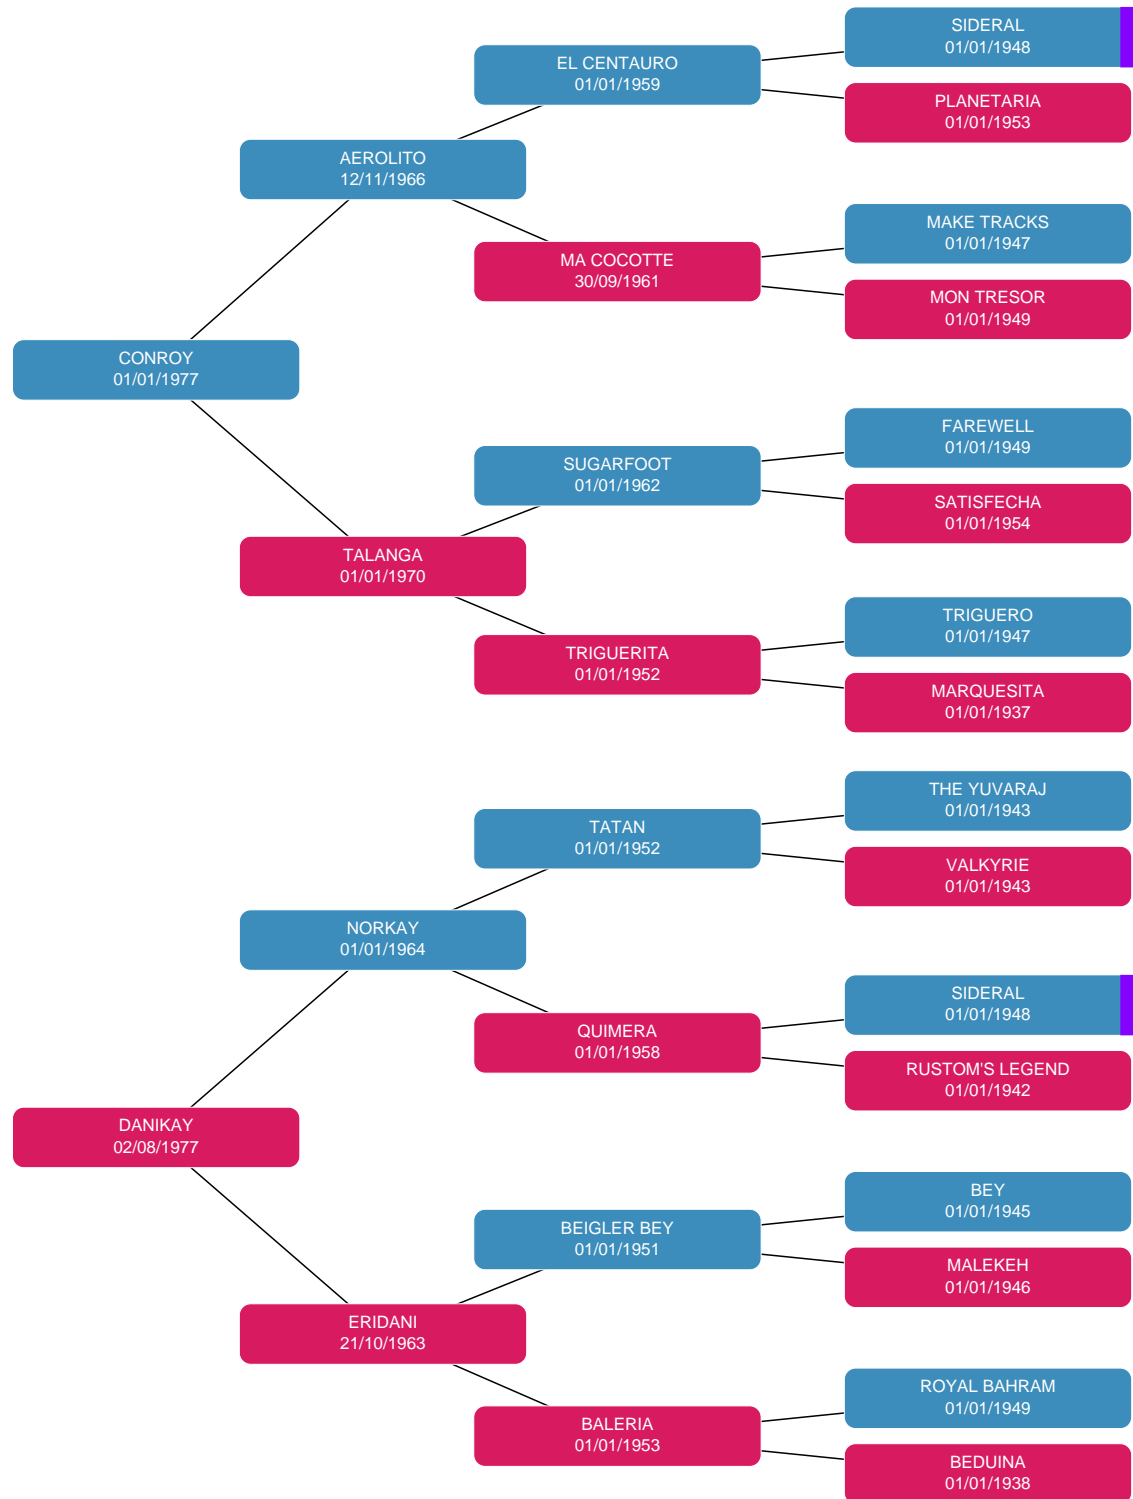 SIDERAL
01/01/1948
EL CENTAURO
01/01/1959
PLANETARIA
01/01/1953
AEROLITO
12/11/1966
MAKE TRACKS
01/01/1947
MA COCOTTE
30/09/1961
MON TRESOR
01/01/1949
CONROY
01/01/1977
FAREWELL
01/01/1949
SUGARFOOT
01/01/1962
SATISFECHA
01/01/1954
TALANGA
01/01/1970
TRIGUERO
01/01/1947
TRIGUERITA
01/01/1952
MARQUESITA
01/01/1937
THE YUVARAJ
01/01/1943
TATAN
01/01/1952
VALKYRIE
01/01/1943
NORKAY
01/01/1964
SIDERAL
01/01/1948
QUIMERA
01/01/1958
RUSTOM'S LEGEND
01/01/1942
DANIKAY
02/08/1977
BEY
01/01/1945
BEIGLER BEY
01/01/1951
MALEKEH
01/01/1946
ERIDANI
21/10/1963
ROYAL BAHRAM
01/01/1949
BALERIA
01/01/1953
BEDUINA
01/01/1938